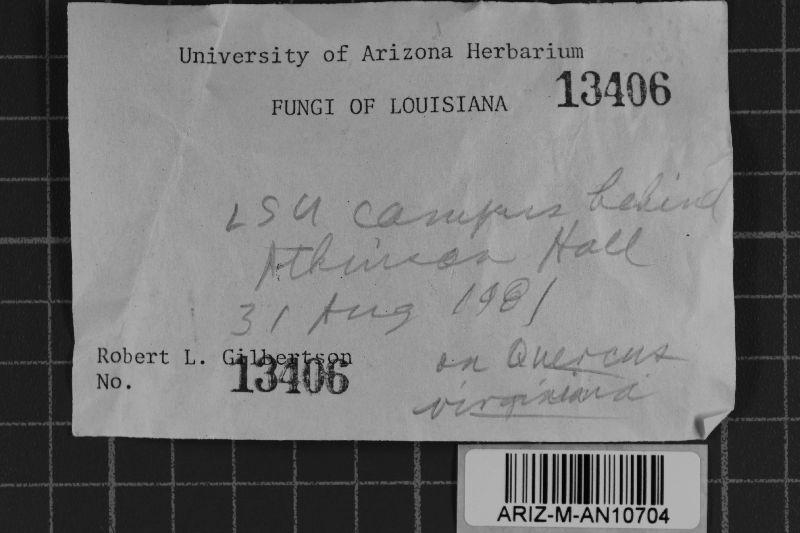 University of Arizona Herbarium
13406
FUNGI OF LOUISIANA
LSU campus behind
Atkinson Hall
31 Aug 1981
Robert L. Gilbertson
No. 13406
on Quercus
virginiana
ARIZ-M-AN10704